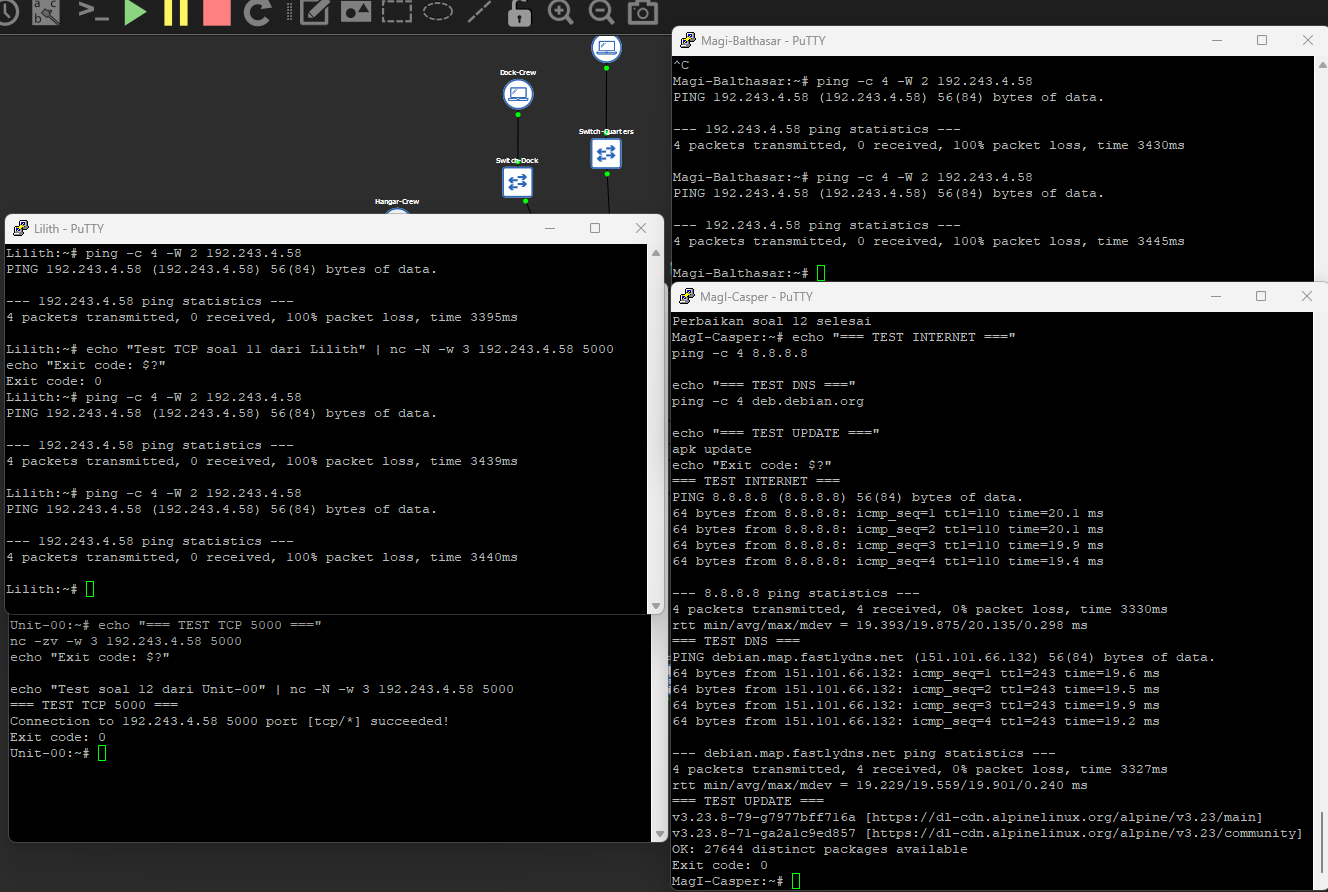 a c
b
Dock-Crew
Switch-Quarters
Switch-Dock
Hangar-Crew
Magi-Balthasar - PuTTY
^C
Magi-Balthasar:~# ping -c 4 -W 2 192.243.4.58
PING 192.243.4.58 (192.243.4.58) 56(84) bytes of data.
--- 192.243.4.58 ping statistics ---
4 packets transmitted, 0 received, 100% packet loss, time 3430ms
Magi-Balthasar:~# ping -c 4 -W 2 192.243.4.58
PING 192.243.4.58 (192.243.4.58) 56(84) bytes of data.
--- 192.243.4.58 ping statistics ---
4 packets transmitted, 0 received, 100% packet loss, time 3445ms
Magi-Balthasar:~#
Lilith - PuTTY
Lilith:~# ping -c 4 -W 2 192.243.4.58
PING 192.243.4.58 (192.243.4.58) 56(84) bytes of data.
--- 192.243.4.58 ping statistics ---
4 packets transmitted, 0 received, 100% packet loss, time 3395ms
Lilith:~# echo "Test TCP soal 11 dari Lilith" | nc -N -w 3 192.243.4.58 5000
echo "Exit code: $?"
Exit code: 0
Lilith:~# ping -c 4 -W 2 192.243.4.58
PING 192.243.4.58 (192.243.4.58) 56(84) bytes of data.
--- 192.243.4.58 ping statistics ---
4 packets transmitted, 0 received, 100% packet loss, time 3439ms
Lilith:~# ping -c 4 -W 2 192.243.4.58
PING 192.243.4.58 (192.243.4.58) 56(84) bytes of data.
--- 192.243.4.58 ping statistics ---
4 packets transmitted, 0 received, 100% packet loss, time 3440ms
Lilith:~#
Unit-00:~# echo "=== TEST TCP 5000 ==="
nc -zv -w 3 192.243.4.58 5000
echo "Exit code: $?"
echo "Test soal 12 dari Unit-00" | nc -N -w 3 192.243.4.58 5000
=== TEST TCP 5000 ===
Connection to 192.243.4.58 5000 port [tcp/*] succeeded!
Exit code: 0
Unit-00:~#
MagI-Casper - PuTTY
Perbaikan soal 12 selesai
MagI-Casper:~# echo "=== TEST INTERNET ==="
ping -c 4 8.8.8.8
echo "=== TEST DNS ==="
ping -c 4 deb.debian.org
echo "=== TEST UPDATE ==="
apk update
echo "Exit code: $?"
=== TEST INTERNET ===
PING 8.8.8.8 (8.8.8.8) 56(84) bytes of data.
64 bytes from 8.8.8.8: icmp_seq=1 ttl=110 time=20.1 ms
64 bytes from 8.8.8.8: icmp_seq=2 ttl=110 time=20.1 ms
64 bytes from 8.8.8.8: icmp_seq=3 ttl=110 time=19.9 ms
64 bytes from 8.8.8.8: icmp_seq=4 ttl=110 time=19.4 ms
--- 8.8.8.8 ping statistics ---
4 packets transmitted, 4 received, 0% packet loss, time 3330ms
rtt min/avg/max/mdev = 19.393/19.875/20.135/0.298 ms
=== TEST DNS ===
PING debian.map.fastlydns.net (151.101.66.132) 56(84) bytes of data.
64 bytes from 151.101.66.132: icmp_seq=1 ttl=243 time=19.6 ms
64 bytes from 151.101.66.132: icmp_seq=2 ttl=243 time=19.5 ms
64 bytes from 151.101.66.132: icmp_seq=3 ttl=243 time=19.9 ms
64 bytes from 151.101.66.132: icmp_seq=4 ttl=243 time=19.2 ms
--- debian.map.fastlydns.net ping statistics ---
4 packets transmitted, 4 received, 0% packet loss, time 3327ms
rtt min/avg/max/mdev = 19.229/19.559/19.901/0.240 ms
=== TEST UPDATE ===
v3.23.8-79-g7977bff716a [https://dl-cdn.alpinelinux.org/alpine/v3.23/main]
v3.23.8-71-ga2a1c9ed857 [https://dl-cdn.alpinelinux.org/alpine/v3.23/community]
OK: 27644 distinct packages available
Exit code: 0
MagI-Casper:~#